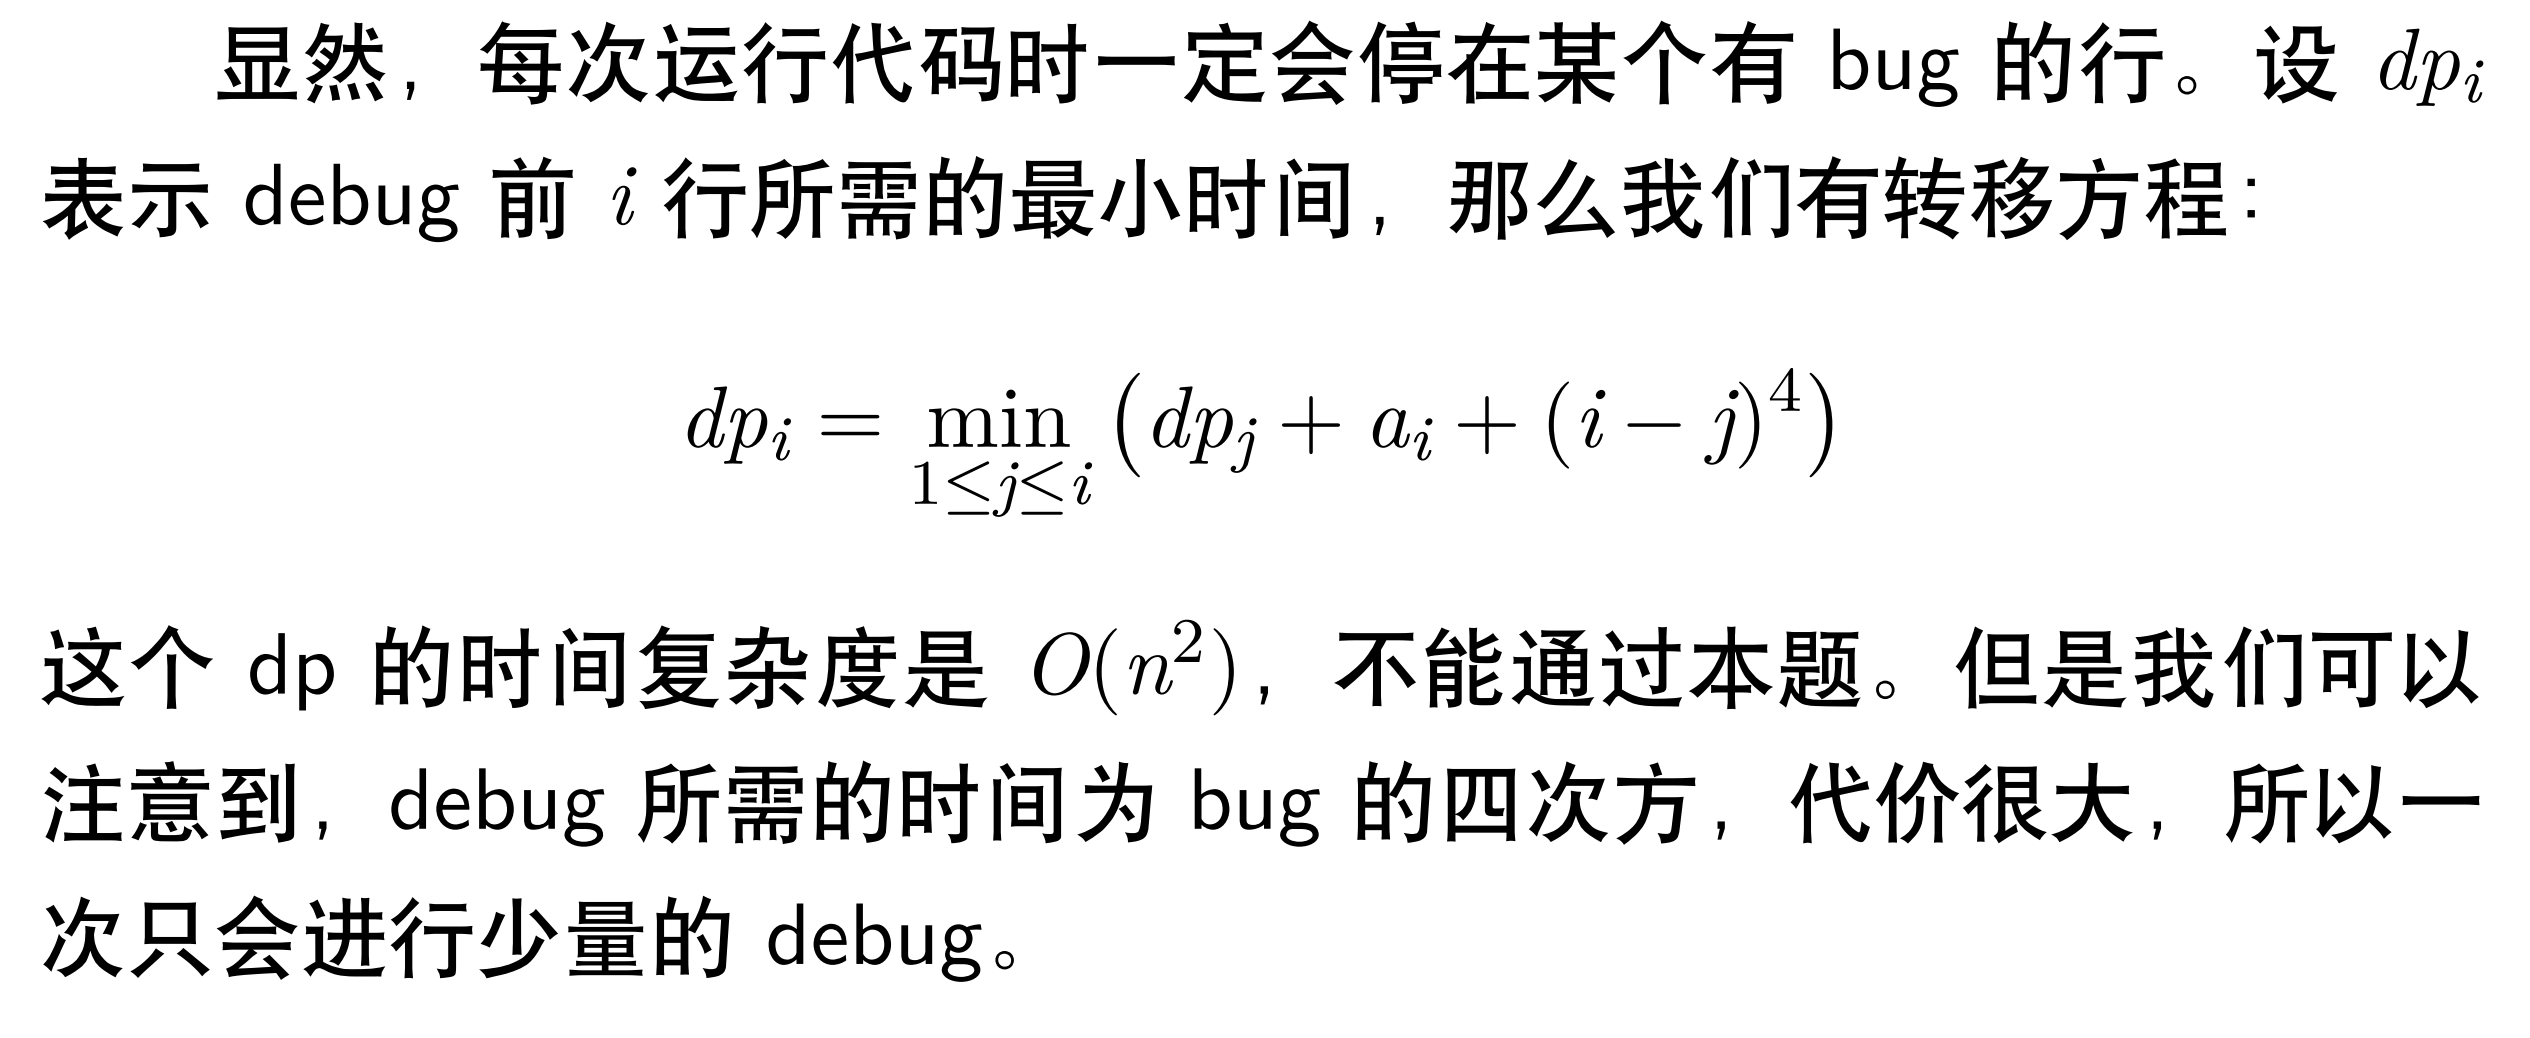 显然，每次运行代码时一定会停在某个有 bug 的行。设 dp_i
表示 debug 前 i 行所需的最小时间，那么我们有转移方程：
dp_i = min_{1≤j≤i} (dp_j + a_i + (i − j)^4)
这个 dp 的时间复杂度是 O(n^2)，不能通过本题。但是我们可以
注意到，debug 所需的时间为 bug 的四次方，代价很大，所以一
次只会进行少量的 debug。